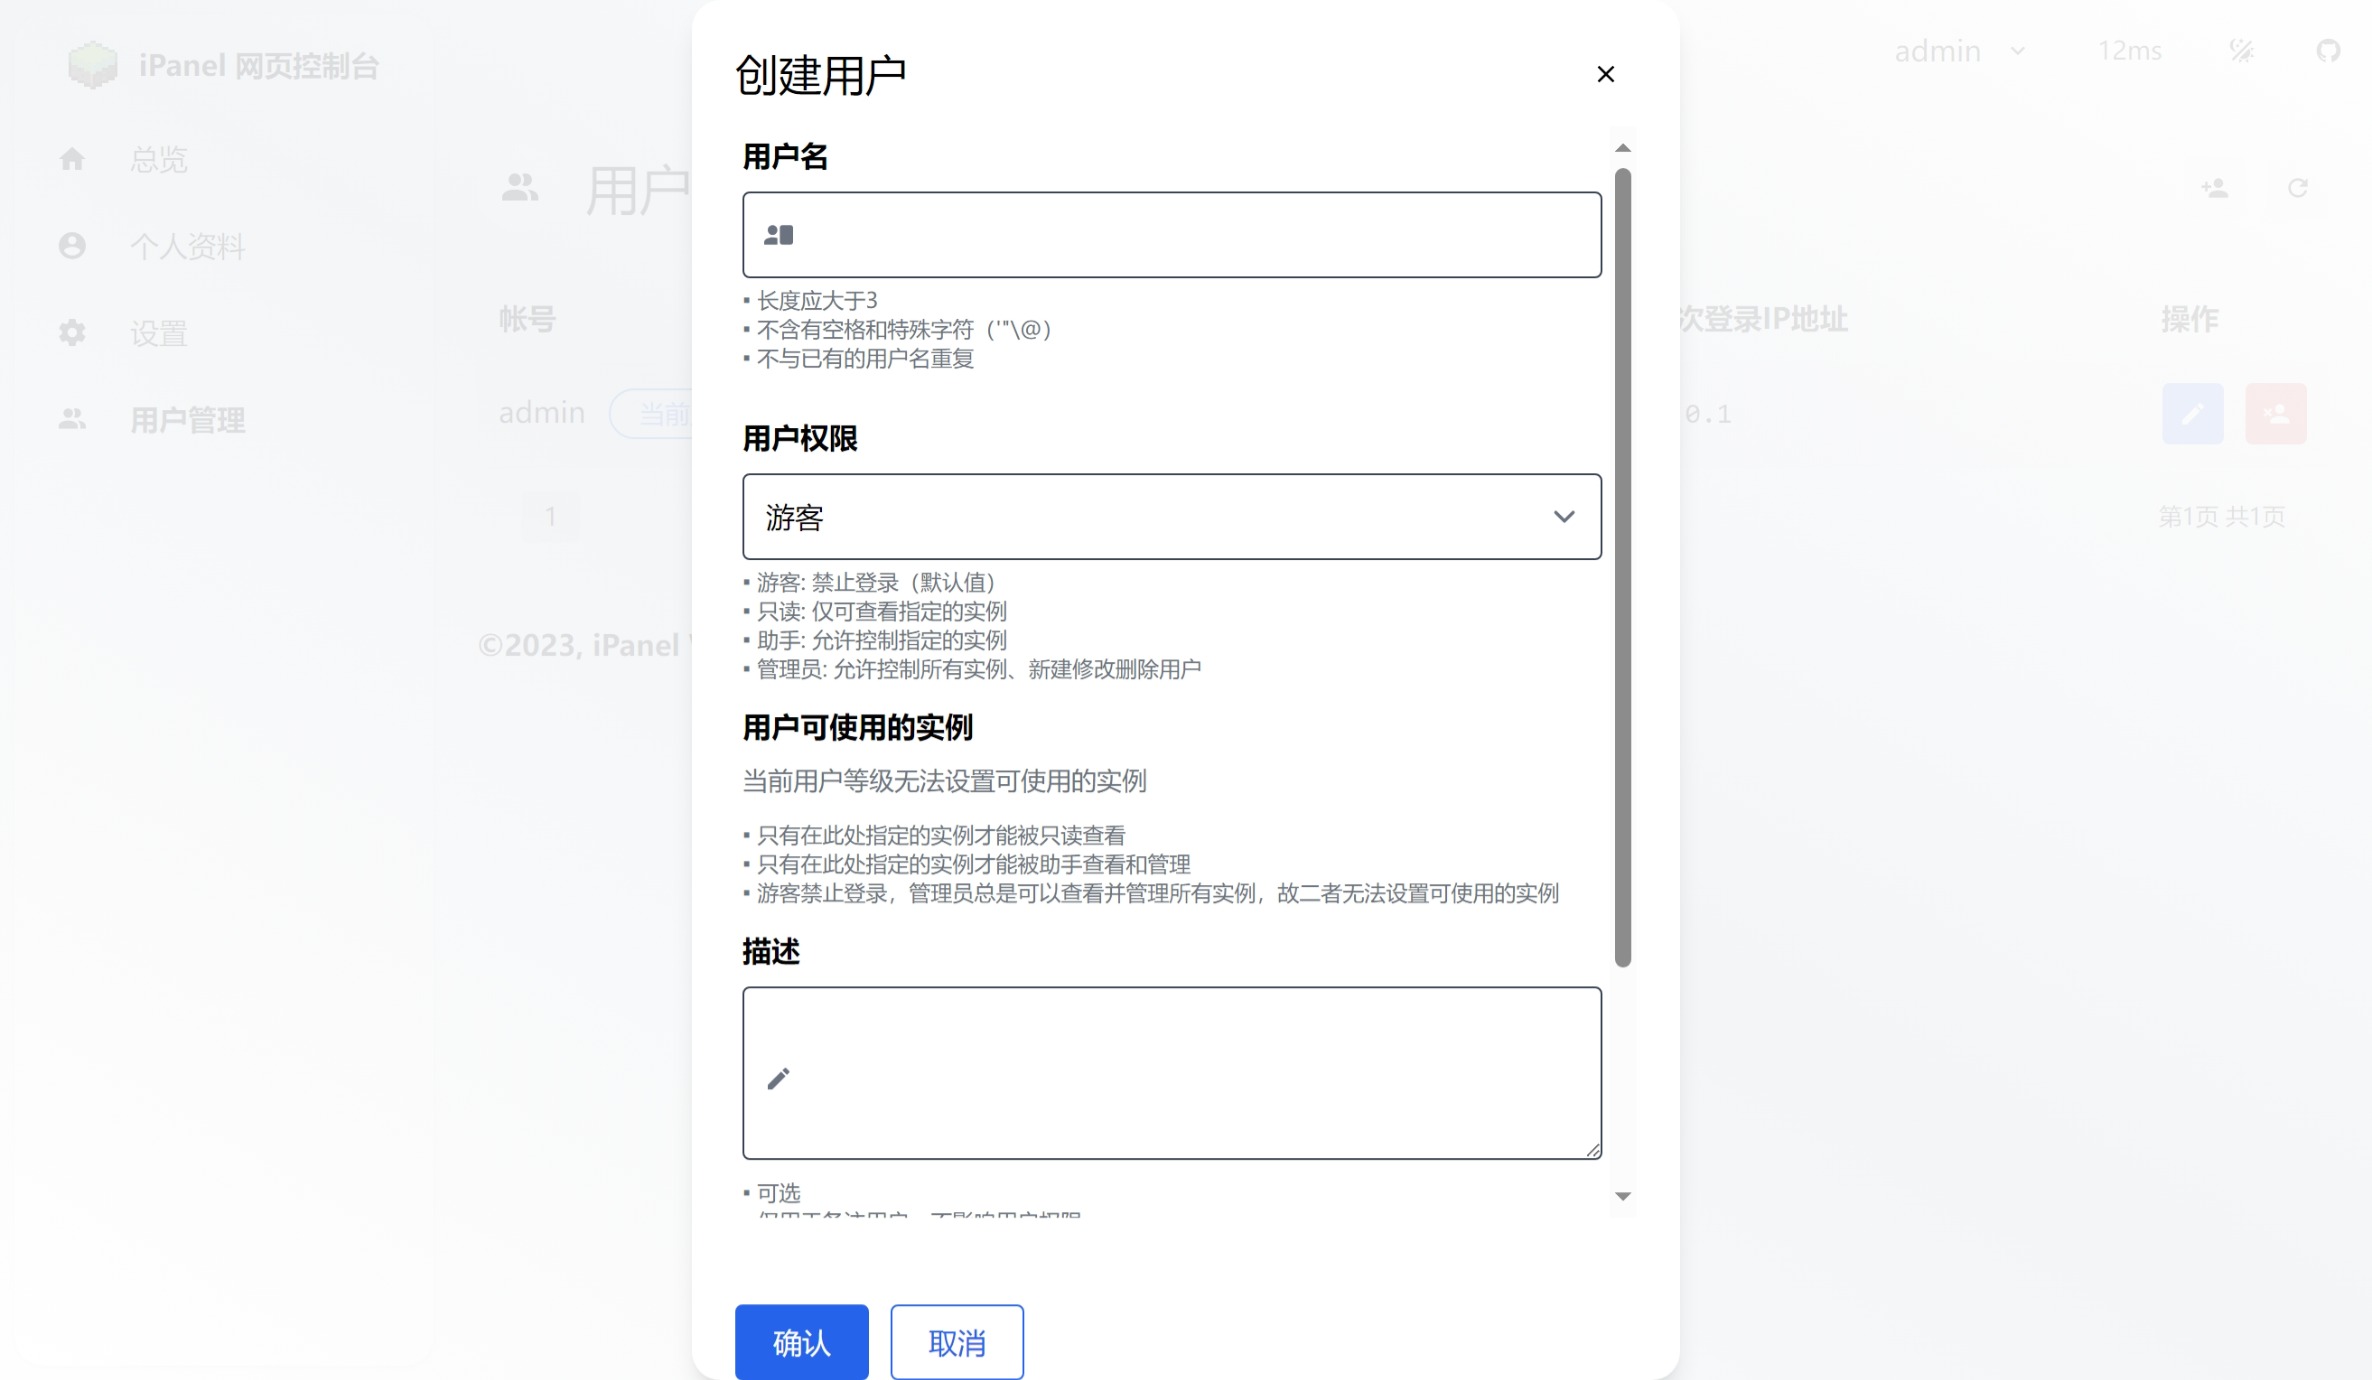 iPanel 网页控制台
总览
个人资料
设置
用户管理
admin
12ms
用户
帐号
次登录IP地址
操作
admin
当前
0.1
1
第1页 共1页
©2023, iPanel
创建用户
用户名
▪ 长度应大于3
▪ 不含有空格和特殊字符（'"\@）
▪ 不与已有的用户名重复
用户权限
游客
▪ 游客: 禁止登录（默认值）
▪ 只读: 仅可查看指定的实例
▪ 助手: 允许控制指定的实例
▪ 管理员: 允许控制所有实例、新建修改删除用户
用户可使用的实例
当前用户等级无法设置可使用的实例
▪ 只有在此处指定的实例才能被只读查看
▪ 只有在此处指定的实例才能被助手查看和管理
▪ 游客禁止登录，管理员总是可以查看并管理所有实例，故二者无法设置可使用的实例
描述
▪ 可选
确认
取消